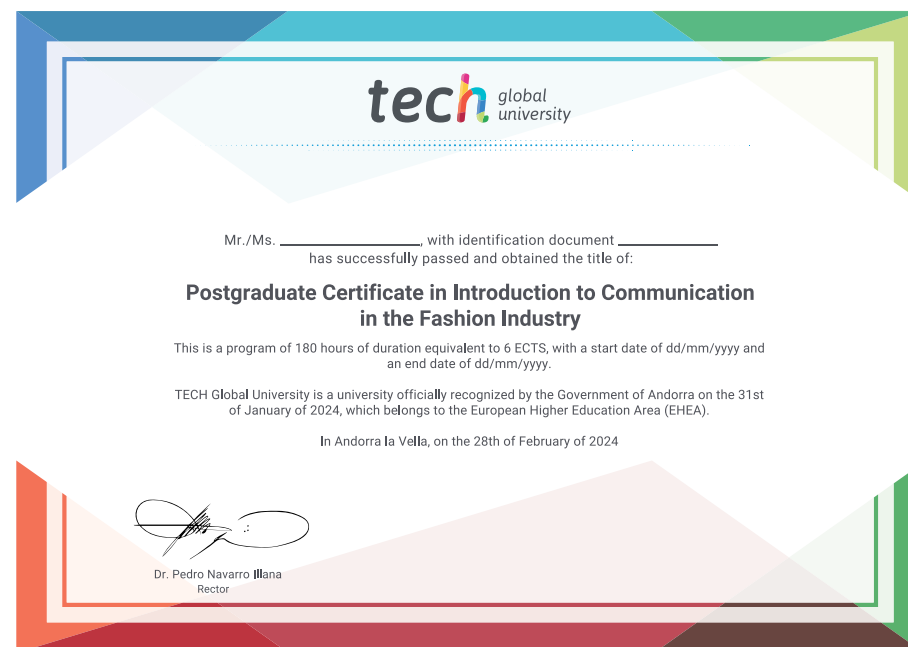 tech global university
Mr./Ms. ____________, with identification document ____________
has successfully passed and obtained the title of:
Postgraduate Certificate in Introduction to Communication
in the Fashion Industry
This is a program of 180 hours of duration equivalent to 6 ECTS, with a start date of dd/mm/yyyy and
an end date of dd/mm/yyyy.
TECH Global University is a university officially recognized by the Government of Andorra on the 31st
of January of 2024, which belongs to the European Higher Education Area (EHEA).
In Andorra la Vella, on the 28th of February of 2024
Dr. Pedro Navarro Illana
Rector